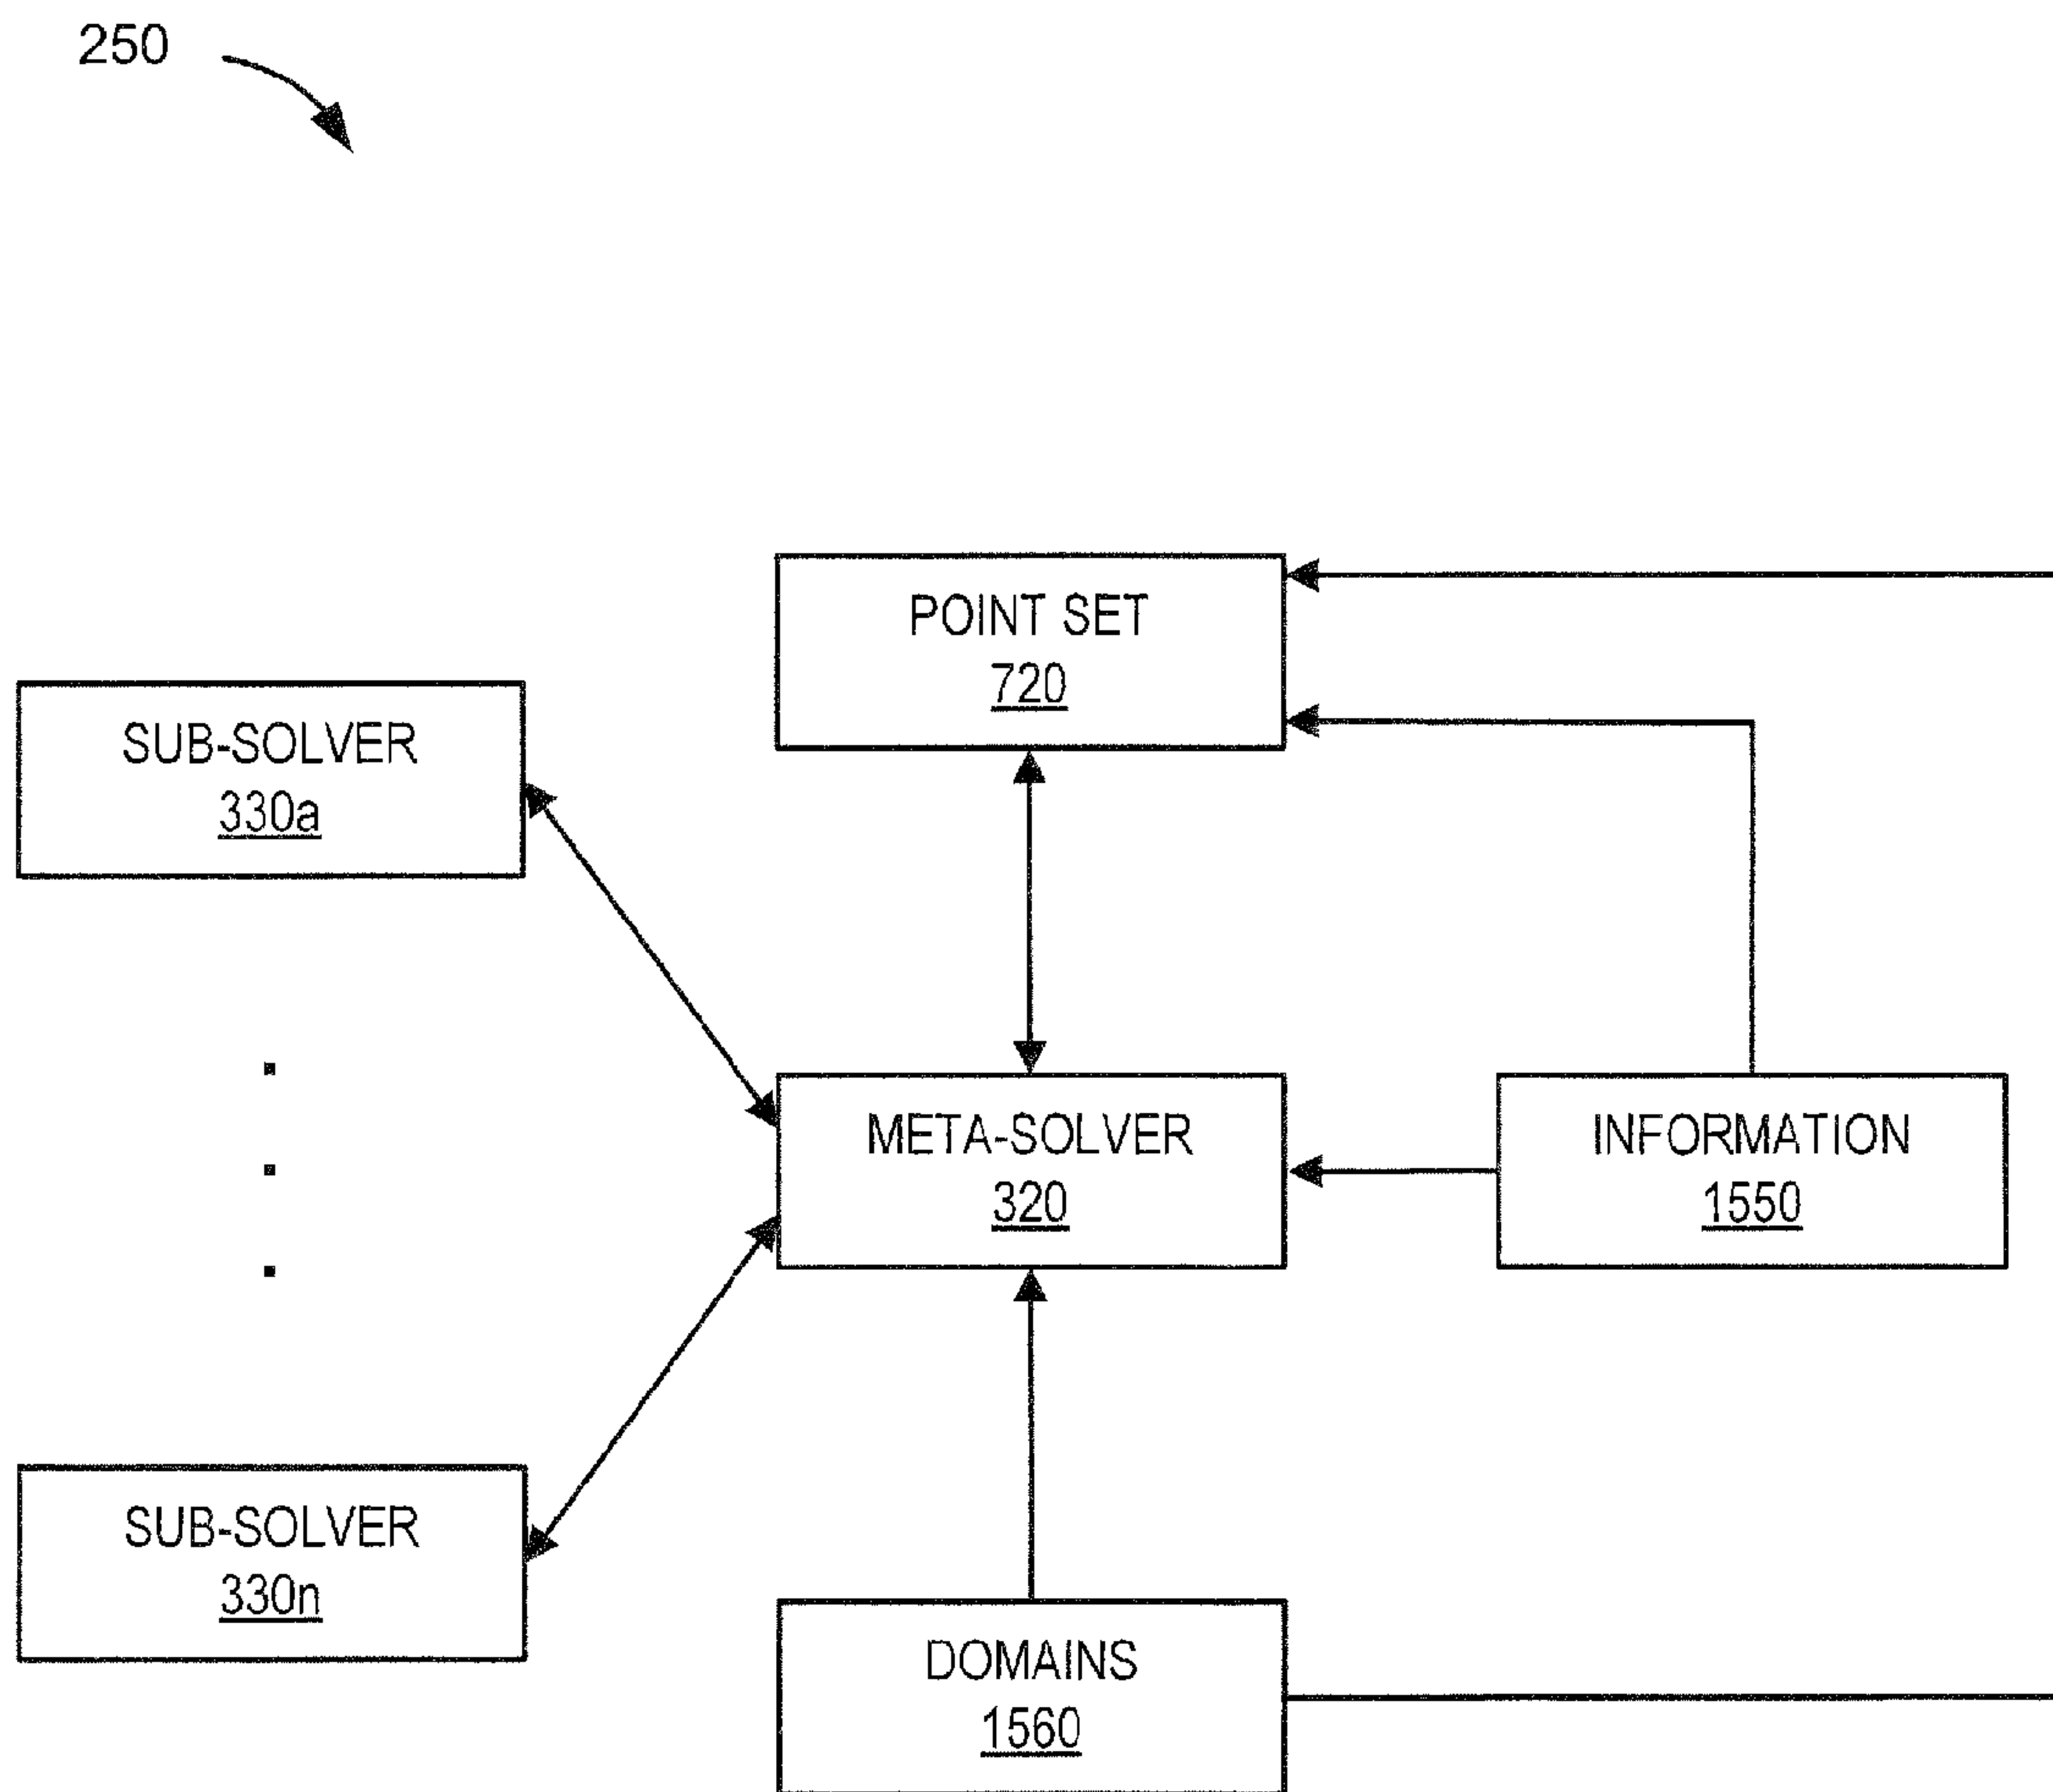 250
POINT SET
720
SUB-SOLVER
330a
META-SOLVER
320
INFORMATION
1550
SUB-SOLVER
330n
DOMAINS
1560